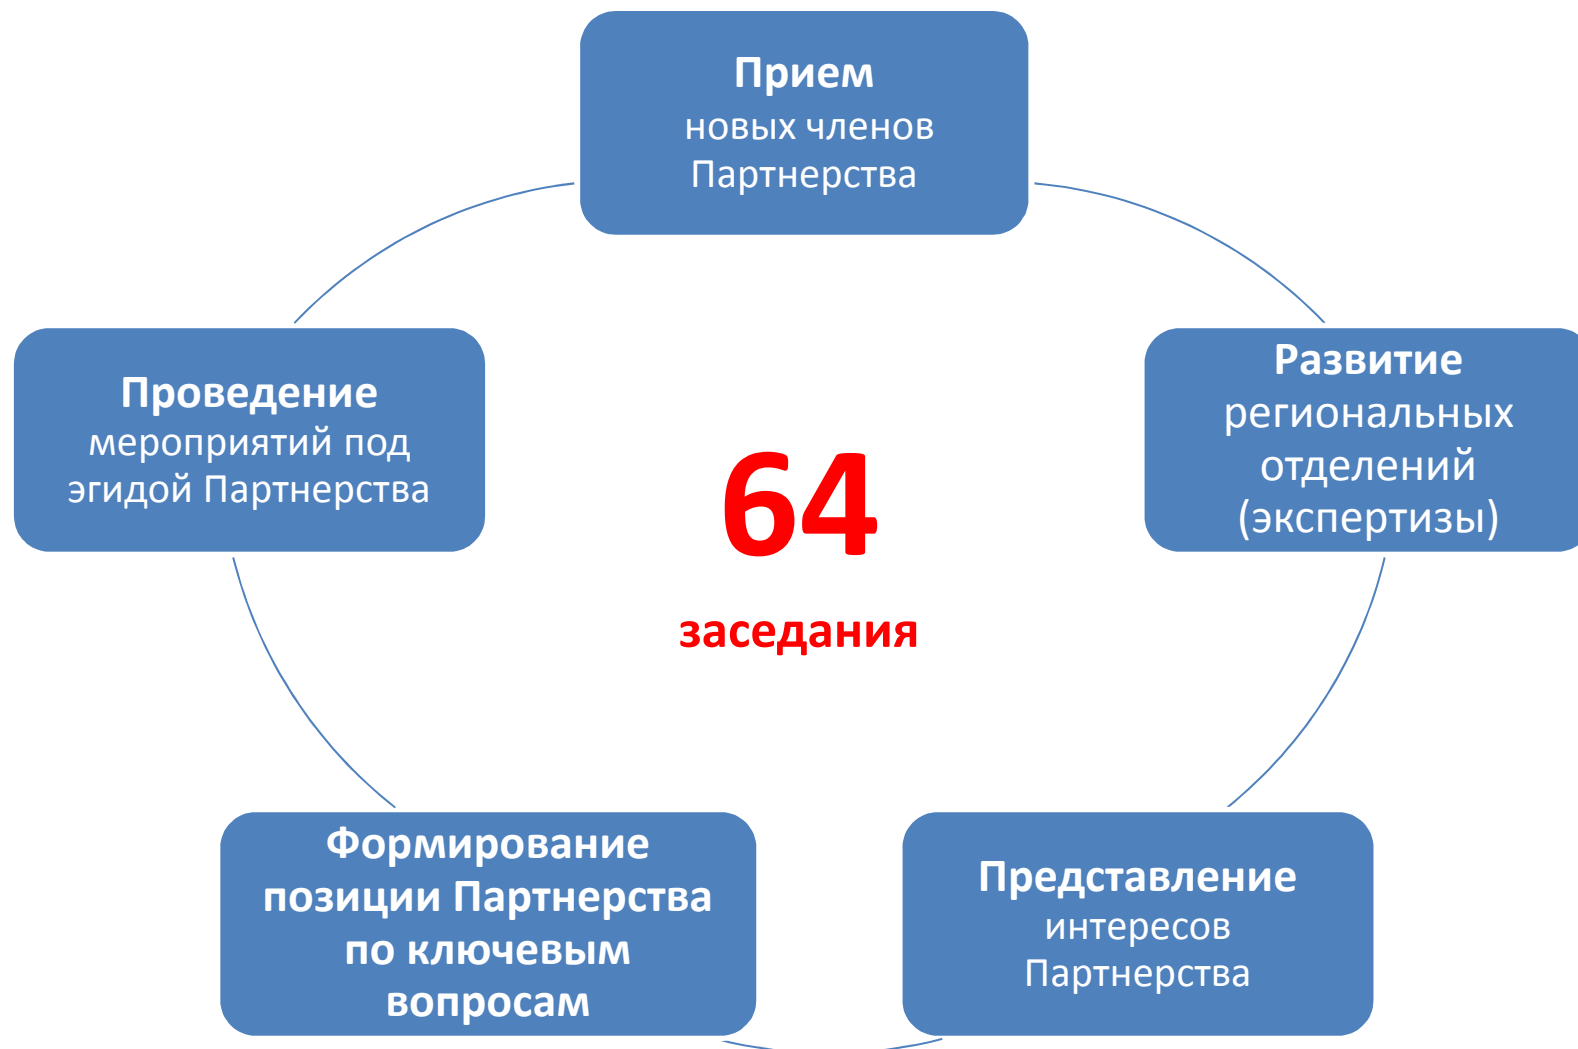 Прием
новых членов
Партнерства
Проведение
мероприятий под
эгидой Партнерства
Развитие
региональных
отделений
(экспертизы)
64
заседания
Формирование
позиции Партнерства
по ключевым
вопросам
Представление
интересов
Партнерства